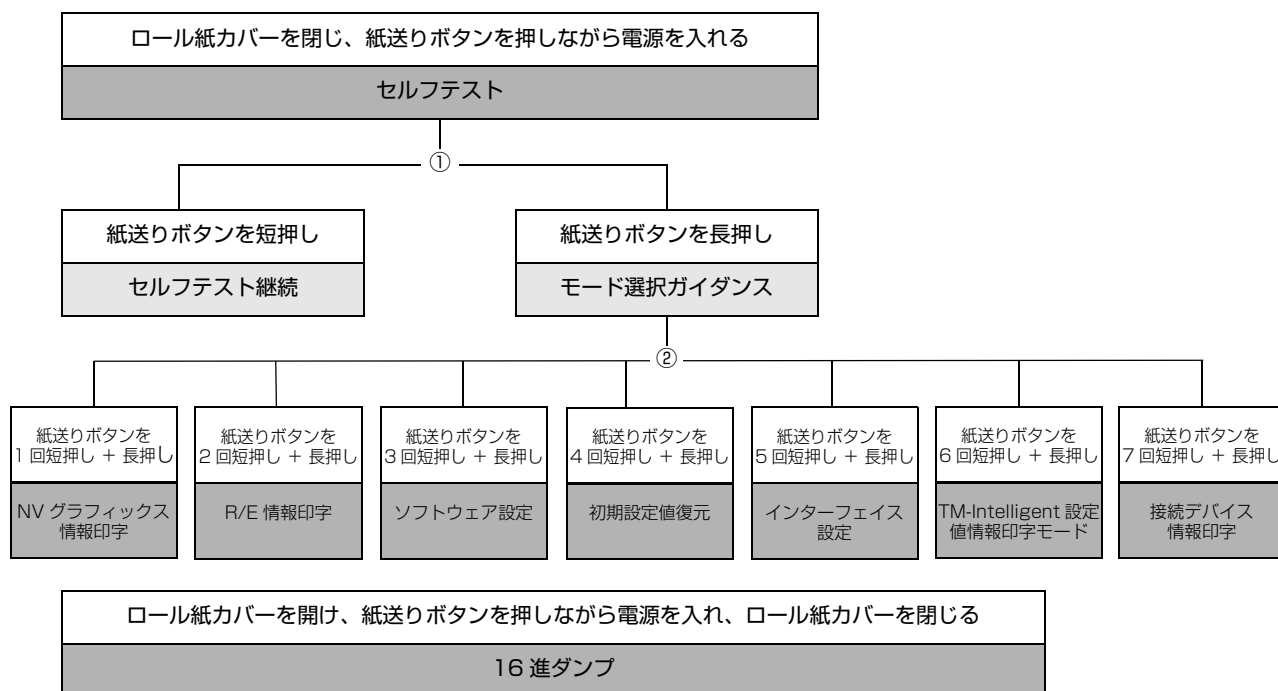 ロール紙カバーを閉じ、紙送りボタンを押しながら電源を入れる
セルフテスト
①
紙送りボタンを短押し
セルフテスト継続
紙送りボタンを長押し
モード選択ガイダンス
②
紙送りボタンを
1 回短押し + 長押し
NV グラフィックス
情報印字
紙送りボタンを
2 回短押し + 長押し
R/E 情報印字
紙送りボタンを
3 回短押し + 長押し
ソフトウェア設定
紙送りボタンを
4 回短押し + 長押し
初期設定値復元
紙送りボタンを
5 回短押し + 長押し
インターフェイス
設定
紙送りボタンを
6 回短押し + 長押し
TM-Intelligent 設定
値情報印字モード
紙送りボタンを
7 回短押し + 長押し
接続デバイス
情報印字
ロール紙カバーを開け、紙送りボタンを押しながら電源を入れ、ロール紙カバーを閉じる
16 進ダンプ